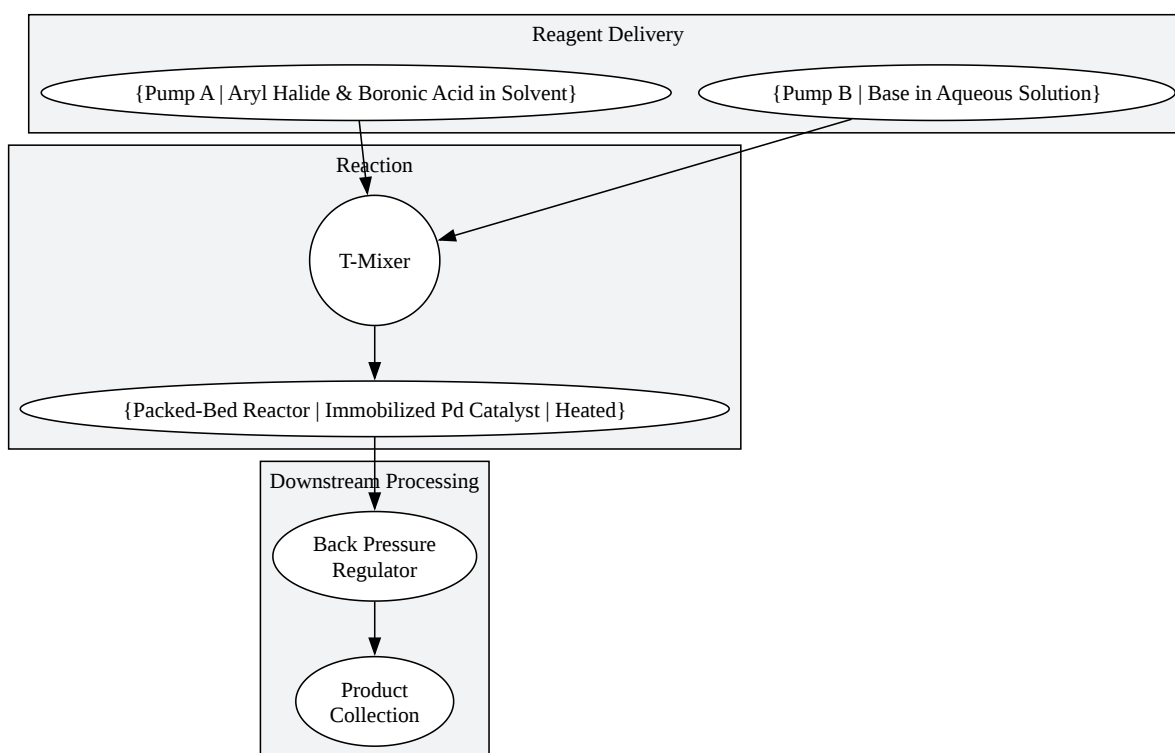 Reagent Delivery
{Pump A | Aryl Halide & Boronic Acid in Solvent}
{Pump B | Base in Aqueous Solution}
Reaction
T-Mixer
{Packed-Bed Reactor | Immobilized Pd Catalyst | Heated}
Downstream Processing
Back Pressure
Regulator
Product
Collection